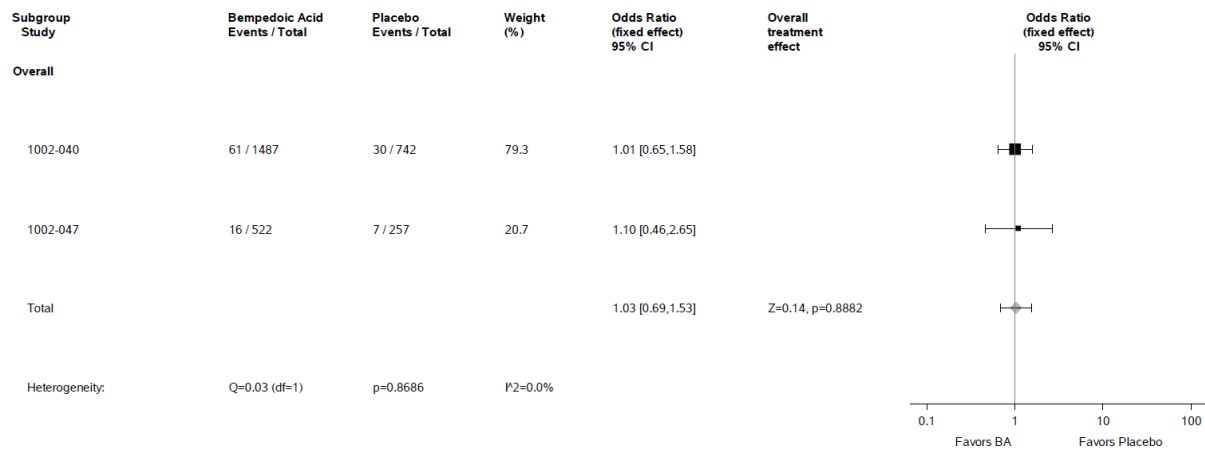 Subgroup Bempedoic Acid Placebo Weight Odds Ratio Overall Odds Ratio
Study Events / Total Events / Total (%) (fixed effect) treatment (fixed effect)
95% CI effect 95% CI
Overall
1002-040 61 / 1487 30 / 742 79.3 1.01 [0.65,1.58]
1002-047 16 / 522 7 / 257 20.7 1.10 [0.46,2.65]
Total 1.03 [0.69,1.53] Z=0.14, p=0.8882
Heterogeneity: Q=0.03 (df=1) p=0.8686 I^2=0.0%
0.1 1 10 100
Favors BA Favors Placebo